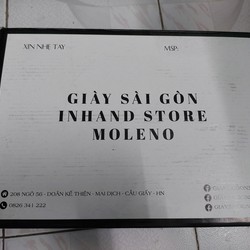 XIN NHẸ TAY
MSP:
GIÀY SÀI GÒN
INHAND STORE
MOLENO
208 NGÕ 50 - DOÃN KẾ THIỆN - MAI DỊCH - CẦU GIẤY - HN
0826 341 222